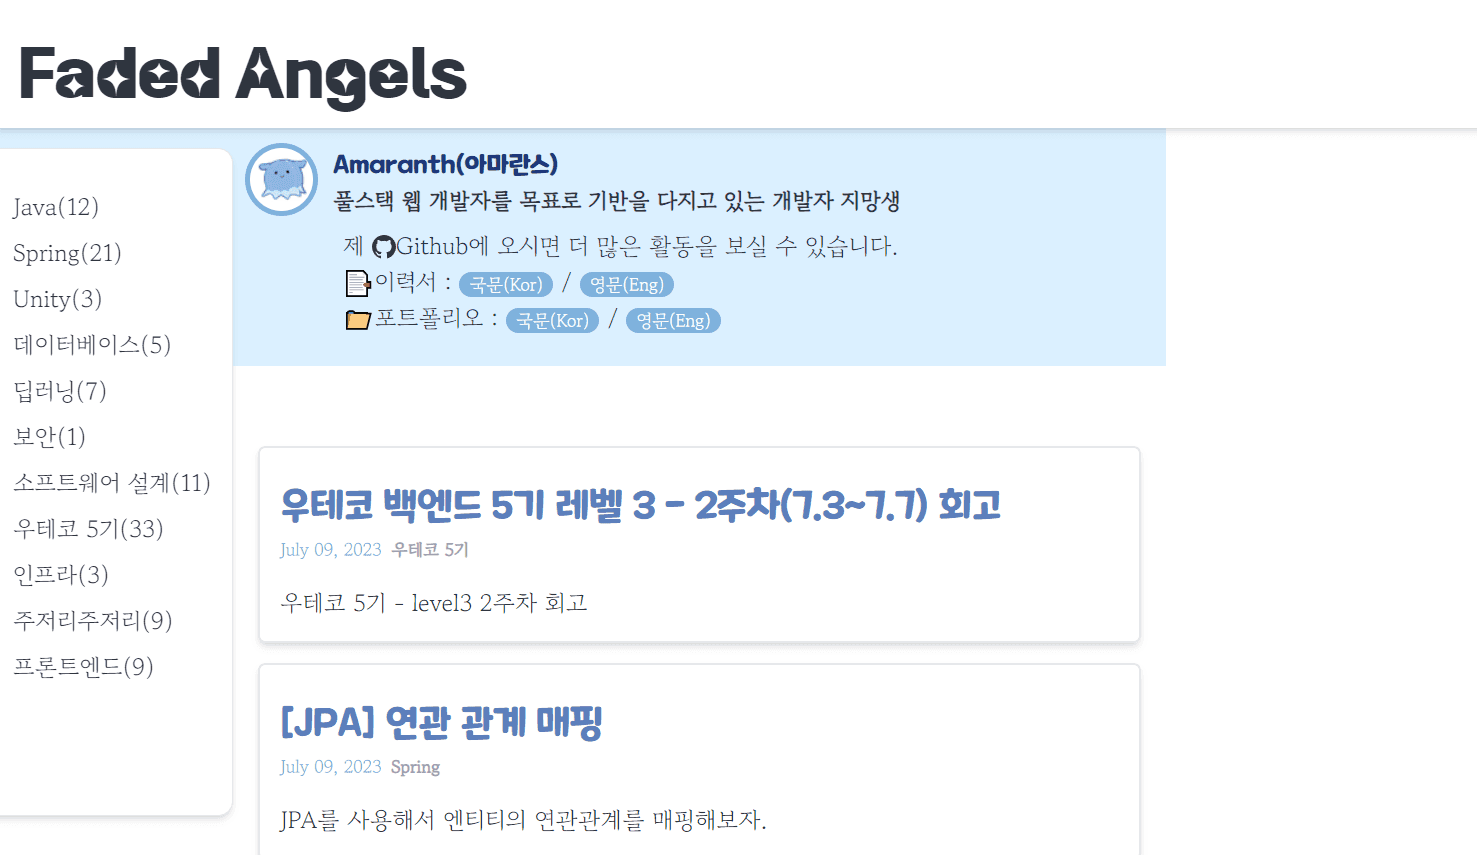 Faded Angels
Java(12)
Spring(21)
Unity(3)
데이터베이스(5)
딥러닝(7)
보안(1)
소프트웨어 설계(11)
우테코 5기(33)
인프라(3)
주저리주저리(9)
프론트엔드(9)
Amaranth(아마란스)
풀스택 웹 개발자를 목표로 기반을 다지고 있는 개발자 지망생
제 Github에 오시면 더 많은 활동을 보실 수 있습니다.
이력서 : 국문(Kor) / 영문(Eng)
포트폴리오 : 국문(Kor) / 영문(Eng)
우테코 백엔드 5기 레벨 3 - 2주차(7.3~7.7) 회고
July 09, 2023 우테코 5기
우테코 5기 - level3 2주차 회고
[JPA] 연관 관계 매핑
July 09, 2023 Spring
JPA를 사용해서 엔티티의 연관관계를 매핑해보자.